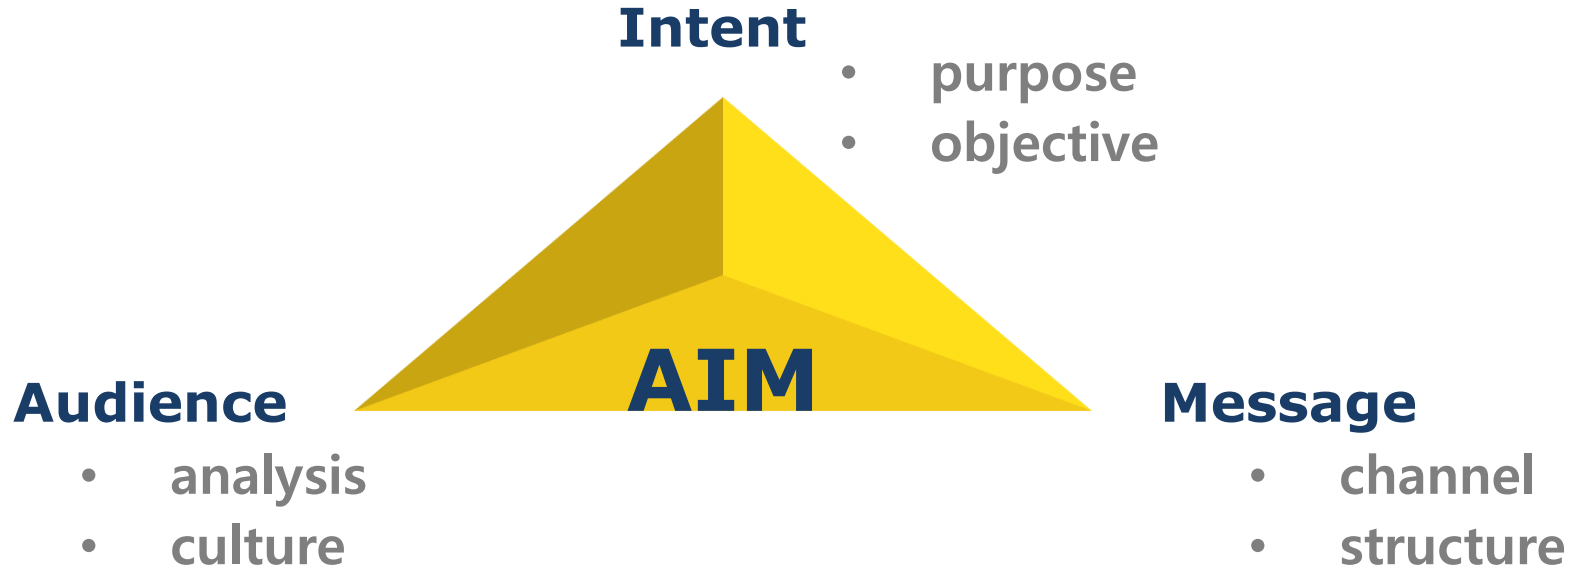 Intent
• purpose
• objective
AIM
Audience
• analysis
• culture
Message
• channel
• structure